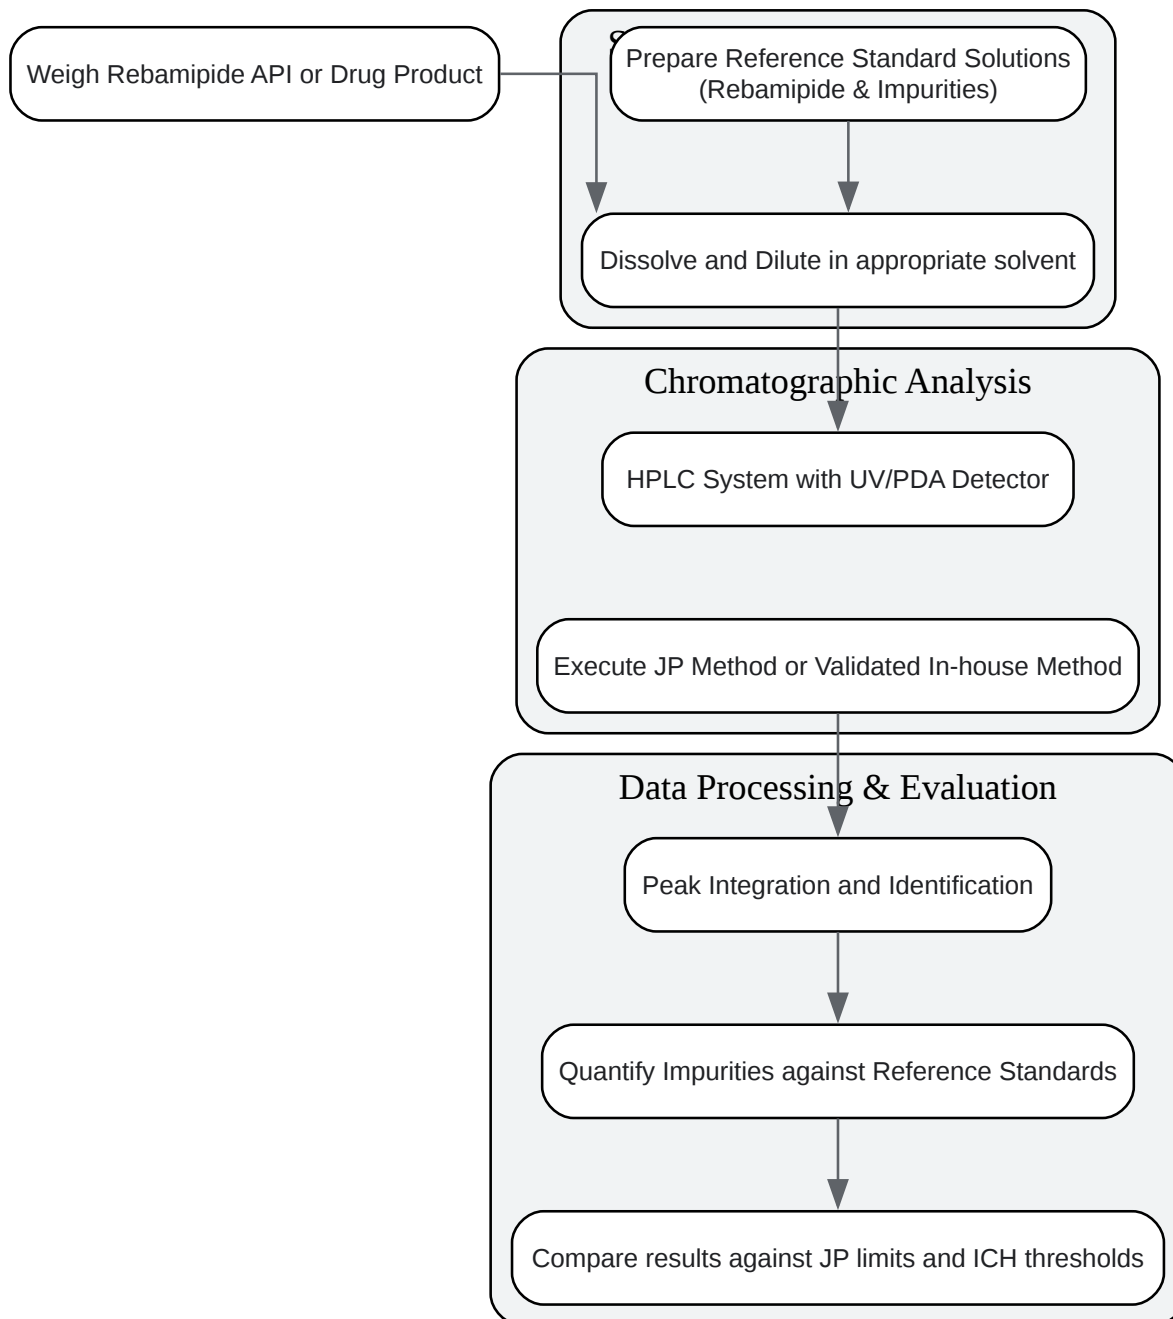 Weigh Rebamipide API or Drug Product
Prepare Reference Standard Solutions
(Rebamipide & Impurities)
Dissolve and Dilute in appropriate solvent
Chromatographic Analysis
HPLC System with UV/PDA Detector
Execute JP Method or Validated In-house Method
Data Processing & Evaluation
Peak Integration and Identification
Quantify Impurities against Reference Standards
Compare results against JP limits and ICH thresholds